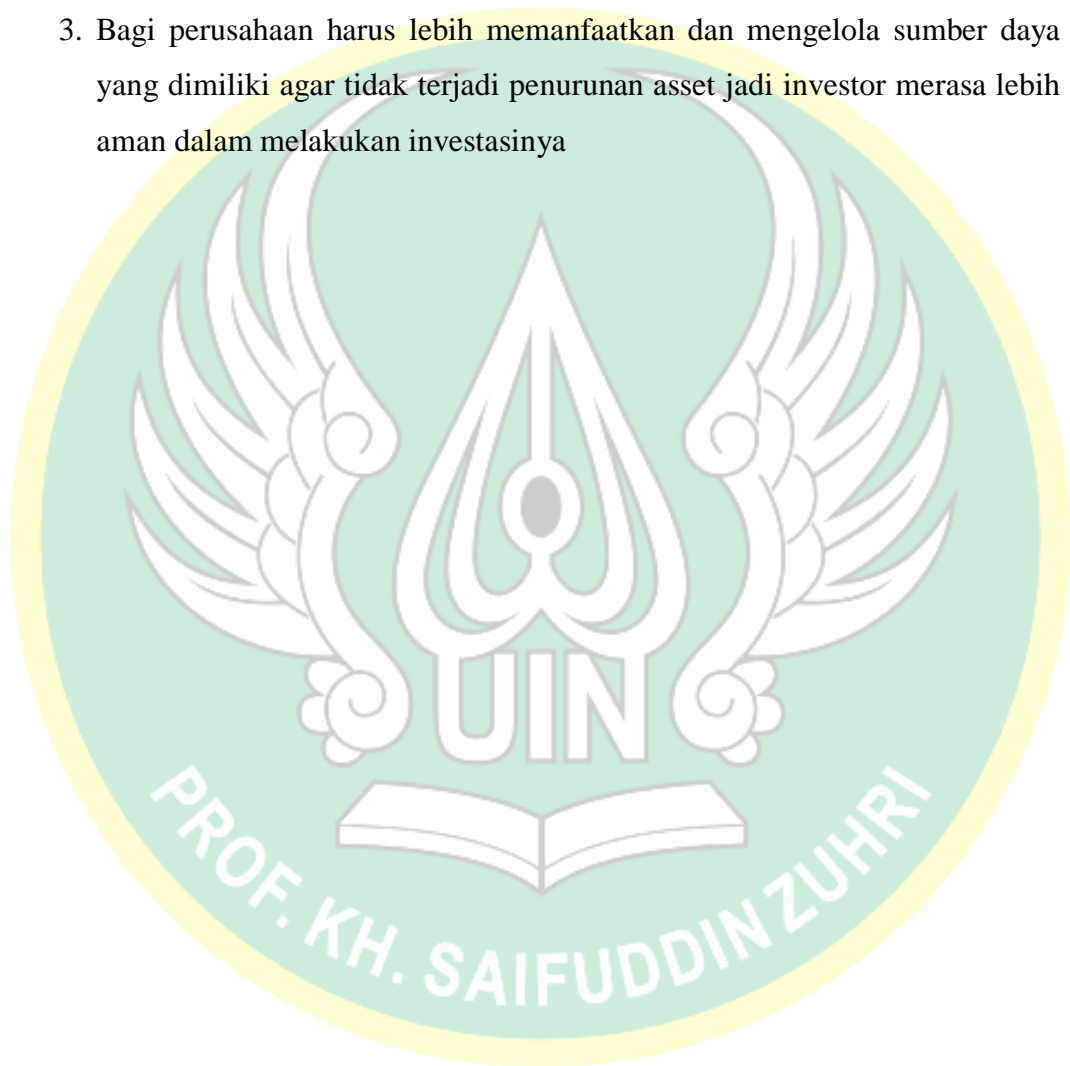 3. Bagi perusahaan harus lebih memanfaatkan dan mengelola sumber daya
yang dimiliki agar tidak terjadi penurunan asset jadi investor merasa lebih
aman dalam melakukan investasinya
UIN
PROF. KH. SAIFUDDIN ZUHRI